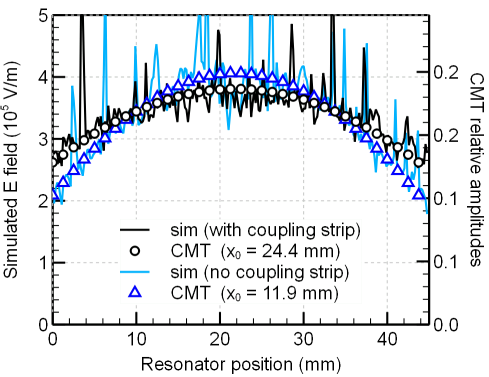 5
4
3
2
1
0
Simulated E field (10⁵ V/m)
0.2
0.2
0.1
0.1
0.0
CMT relative amplitudes
sim (with coupling strip)
CMT (x₀ = 24.4 mm)
sim (no coupling strip)
CMT (x₀ = 11.9 mm)
0 10 20 30 40
Resonator position (mm)